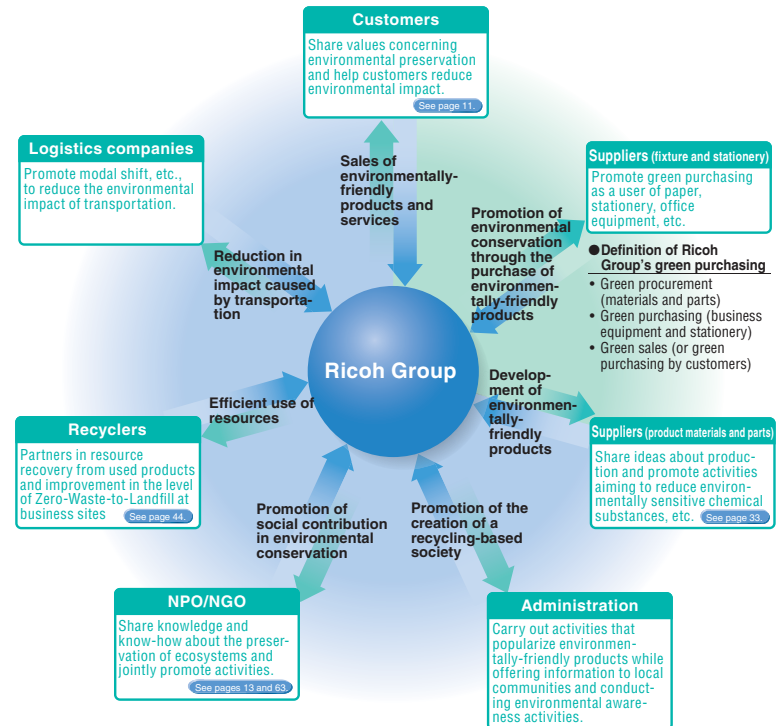 Customers
Share values concerning
environmental preservation
and help customers reduce
environmental impact.
See page 11.
Logistics companies
Promote modal shift, etc.,
to reduce the environmental
impact of transportation.
Suppliers (fixture and stationery)
Promote green purchasing
as a user of paper,
stationery, office
equipment, etc.
●Definition of Ricoh
Group's green purchasing
• Green procurement
(materials and parts)
• Green purchasing (business
equipment and stationery)
• Green sales (or green
purchasing by customers)
Sales of
environmentally-
friendly
products and
services
Promotion of
environmental
conservation
through the
purchase of
environmen-
tally-friendly
products
Reduction in
environmental
impact caused
by transporta-
tion
Ricoh Group
Efficient use of
resources
Develop-
ment of
environmen-
tally-
friendly
products
Recyclers
Partners in resource
recovery from used products
and improvement in the level
of Zero-Waste-to-Landfill at
business sites
See page 44.
Suppliers (product materials and parts)
Share ideas about produc-
tion and promote activities
aiming to reduce environ-
mentally sensitive chemical
substances, etc.
See page 33.
Promotion of
social contribution
in environmental
conservation
Promotion of the
creation of a
recycling-based
society
NPO/NGO
Share knowledge and
know-how about the preser-
vation of ecosystems and
jointly promote activities.
See pages 13 and 63.
Administration
Carry out activities that
popularize environmen-
tally-friendly products while
offering information to local
communities and conduct-
ing environmental aware-
ness activities.